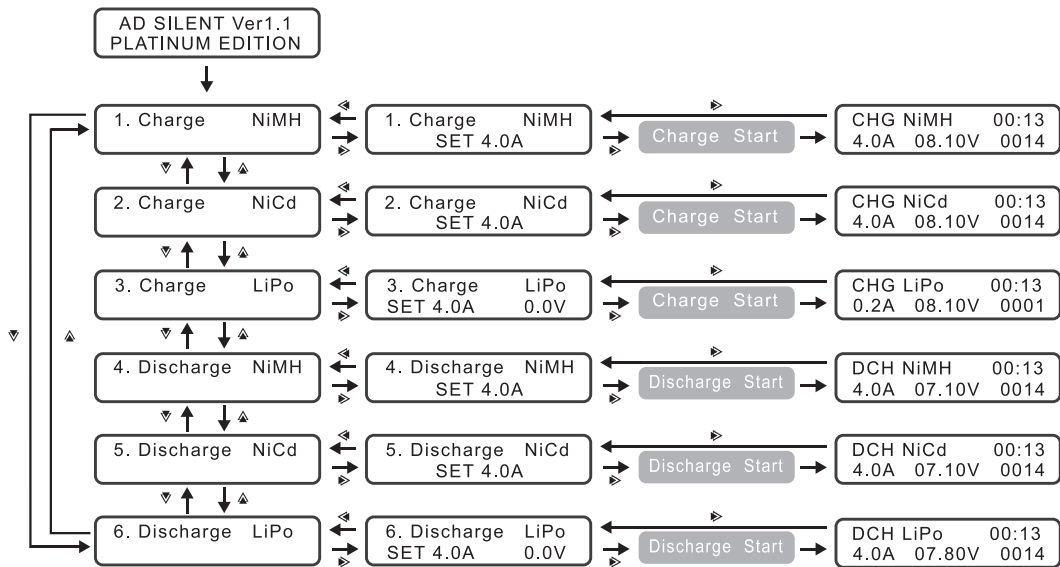 AD SILENT Ver1.1
PLATINUM EDITION
1. Charge NiMH
1. Charge NiMH
SET 4.0A
Charge Start
CHG NiMH 00:13
4.0A 08.10V 0014
2. Charge NiCd
2. Charge NiCd
SET 4.0A
Charge Start
CHG NiCd 00:13
4.0A 08.10V 0014
3. Charge LiPo
3. Charge LiPo
SET 4.0A 0.0V
Charge Start
CHG LiPo 00:13
0.2A 08.10V 0001
4. Discharge NiMH
4. Discharge NiMH
SET 4.0A
Discharge Start
DCH NiMH 00:13
4.0A 07.10V 0014
5. Discharge NiCd
5. Discharge NiCd
SET 4.0A
Discharge Start
DCH NiCd 00:13
4.0A 07.10V 0014
6. Discharge LiPo
6. Discharge LiPo
SET 4.0A 0.0V
Discharge Start
DCH LiPo 00:13
4.0A 07.80V 0014